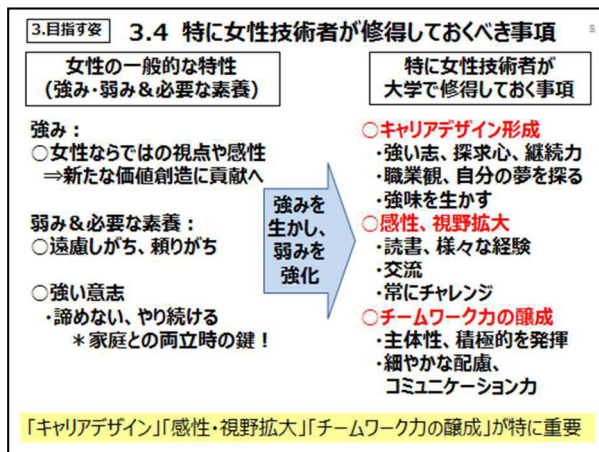 3.目指す姿
3.4 特に女性技術者が修得しておくべき事項
女性の一般的な特性
(強み・弱み&必要な素養)
強み:
○女性ならではの視点や感性
⇒新たな価値創造に貢献へ
弱み&必要な素養:
○遠慮しがち、頼りがち
○強い意志
・諦めない、やり続ける
＊家庭との両立時の鍵！
強みを
生かし、
弱みを
強化
特に女性技術者が
大学で修得しておく事項
○キャリアデザイン形成
・強い志、探求心、継続力
・職業観、自分の夢を探る
・強味を生かす
○感性、視野拡大
・読書、様々な経験
・交流
・常にチャレンジ
○チームワーク力の醸成
・主体性、積極的を発揮
・細やかな配慮、
コミュニケーション力
「キャリアデザイン」「感性・視野拡大」「チームワーク力の醸成」が特に重要